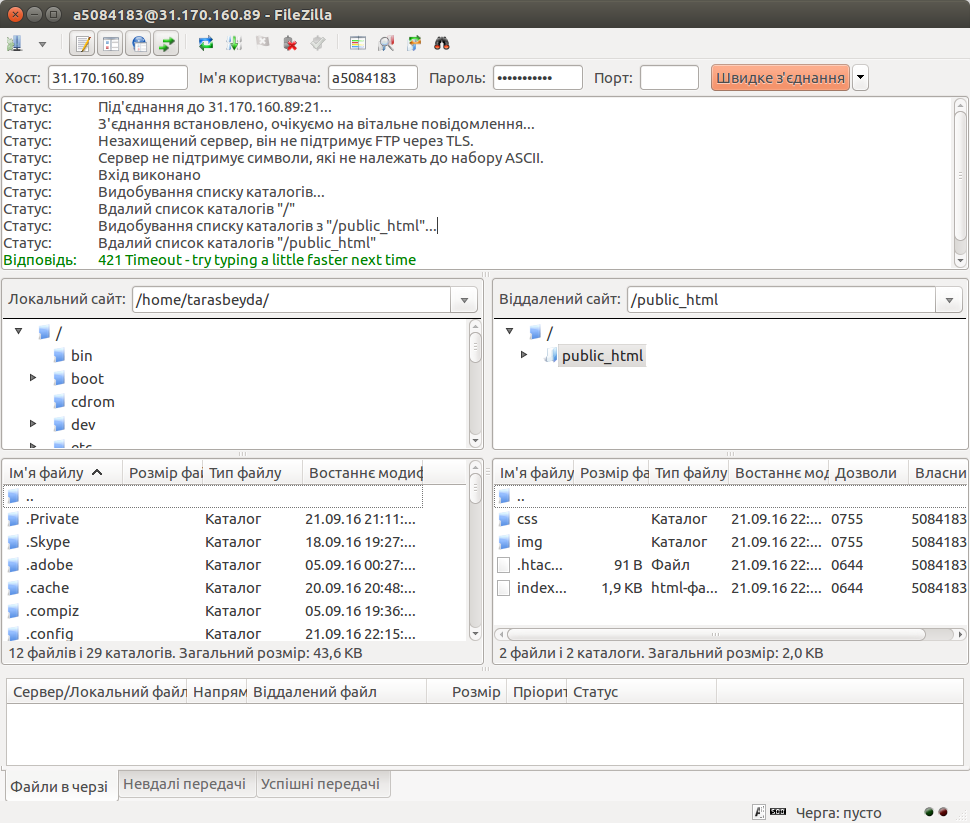 a5084183@31.170.160.89 - FileZilla
Хост: 31.170.160.89 Ім'я користувача: a5084183 Пароль: ••••••••••• Порт: Швидке з'єднання
Статус: Під'єднання до 31.170.160.89:21...
Статус: З'єднання встановлено, очікуємо на вітальне повідомлення...
Статус: Незахищений сервер, він не підтримує FTP через TLS.
Статус: Сервер не підтримує символи, які не належать до набору ASCII.
Статус: Вхід виконано
Статус: Видобування списку каталогів...
Статус: Вдалий список каталогів "/"
Статус: Видобування списку каталогів з "/public_html"...
Статус: Вдалий список каталогів "/public_html"
Відповідь: 421 Timeout - try typing a little faster next time
Локальний сайт: /home/tarasbeyda/
/
bin
boot
cdrom
dev
etc
Віддалений сайт: /public_html
/
public_html
Ім'я файлу Розмір фай Тип файлу Востаннє модиф
..
.Private Каталог 21.09.16 21:11:...
.Skype Каталог 18.09.16 19:27:...
.adobe Каталог 05.09.16 00:27:...
.cache Каталог 20.09.16 20:48:...
.compiz Каталог 05.09.16 19:36:...
.config Каталог 21.09.16 22:15:...
12 файлів і 29 каталогів. Загальний розмір: 43,6 KB
Ім'я файлу Розмір фа Тип файлу Востаннє мод Дозволи Власни
..
css Каталог 21.09.16 22:... 0755 5084183
img Каталог 21.09.16 22:... 0755 5084183
.htac... 91 B Файл 21.09.16 22:... 0644 5084183
index... 1,9 KB html-фа... 21.09.16 22:... 0644 5084183
2 файли і 2 каталоги. Загальний розмір: 2,0 KB
Сервер/Локальний файл Напрям Віддалений файл Розмір Пріорит Статус
Файли в черзі Невдалі передачі Успішні передачі
Черга: пусто